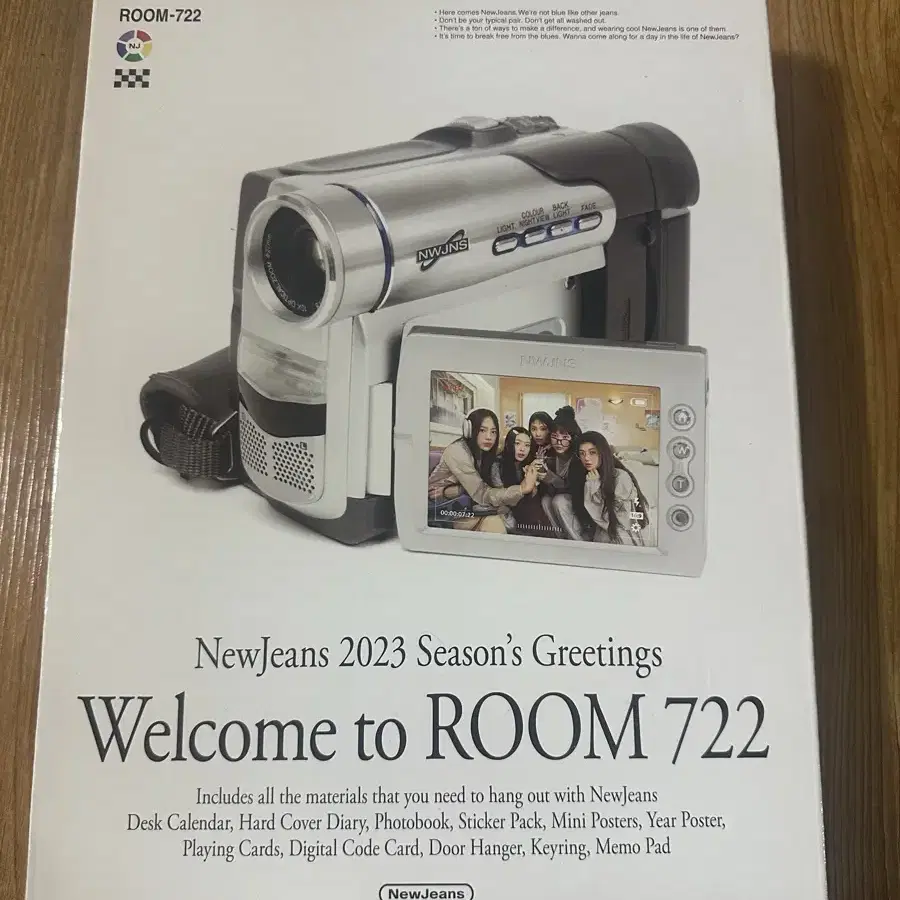 ROOM-722
• Here comes NewJeans. We're not blue like other jeans.
• Don't be your typical pair. Don't get all washed out.
• There's a ton of ways to make a difference, and wearing cool NewJeans is one of them.
• It's time to break free from the blues. Wanna come along for a day in the life of NewJeans?
NJ
LIGHT
COLOUR NIGHTVIEW
BACK LIGHT
FADE
NWJNS
NWJNS
W
T
00:00:07:22
NewJeans 2023 Season's Greetings
Welcome to ROOM 722
Includes all the materials that you need to hang out with NewJeans
Desk Calendar, Hard Cover Diary, Photobook, Sticker Pack, Mini Posters, Year Poster,
Playing Cards, Digital Code Card, Door Hanger, Keyring, Memo Pad
NewJeans